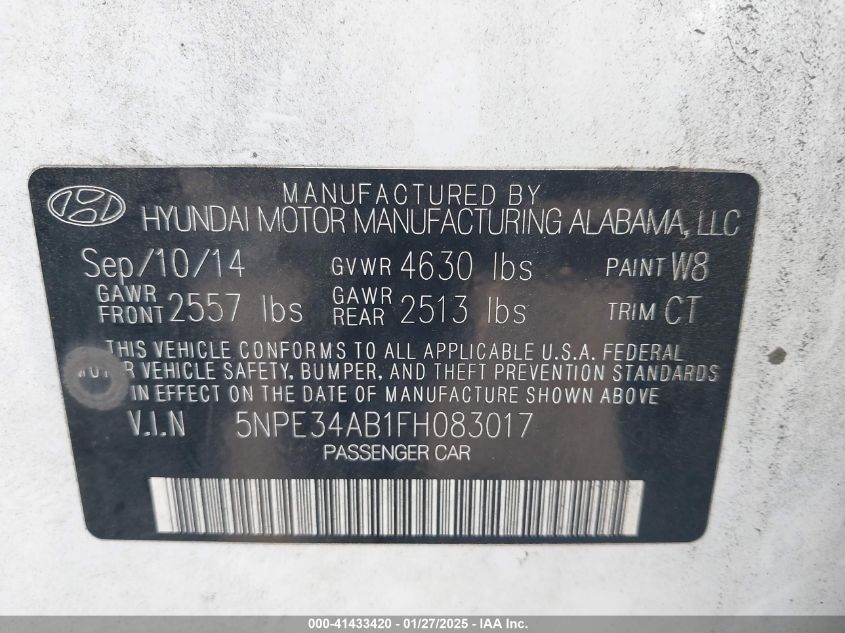 MANUFACTURED BY
HYUNDAI MOTOR MANUFACTURING ALABAMA, LLC
Sep/10/14 GVWR 4630 lbs PAINT W8
GAWR FRONT 2557 lbs GAWR REAR 2513 lbs TRIM CT
THIS VEHICLE CONFORMS TO ALL APPLICABLE U.S.A. FEDERAL
VEHICLE SAFETY, BUMPER, AND THEFT PREVENTION STANDARDS
IN EFFECT ON THE DATE OF MANUFACTURE SHOWN ABOVE
V.I.N 5NPE34AB1FH083017
PASSENGER CAR
000-41433420 - 01/27/2025 - Copyright © IAA, Inc.